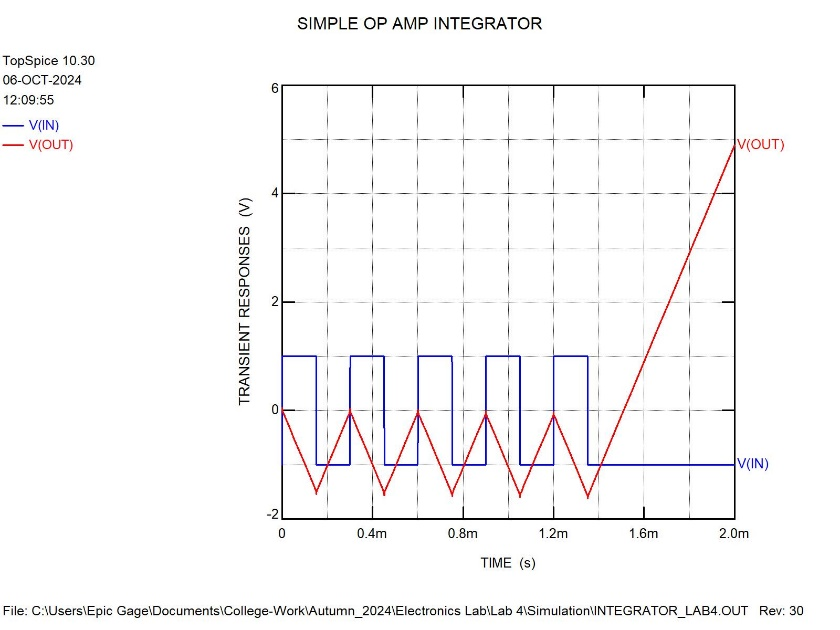 SIMPLE OP AMP INTEGRATOR
TopSpice 10.30
06-OCT-2024
12:09:55
V(IN)
V(OUT)
TRANSIENT RESPONSES (V)
6
4
2
0
-2
V(OUT)
V(IN)
0 0.4m 0.8m 1.2m 1.6m 2.0m
TIME (s)
File: C:\Users\Epic Gage\Documents\College-Work\Autumn_2024\Electronics Lab\Lab 4\Simulation\INTEGRATOR_LAB4.OUT Rev: 30